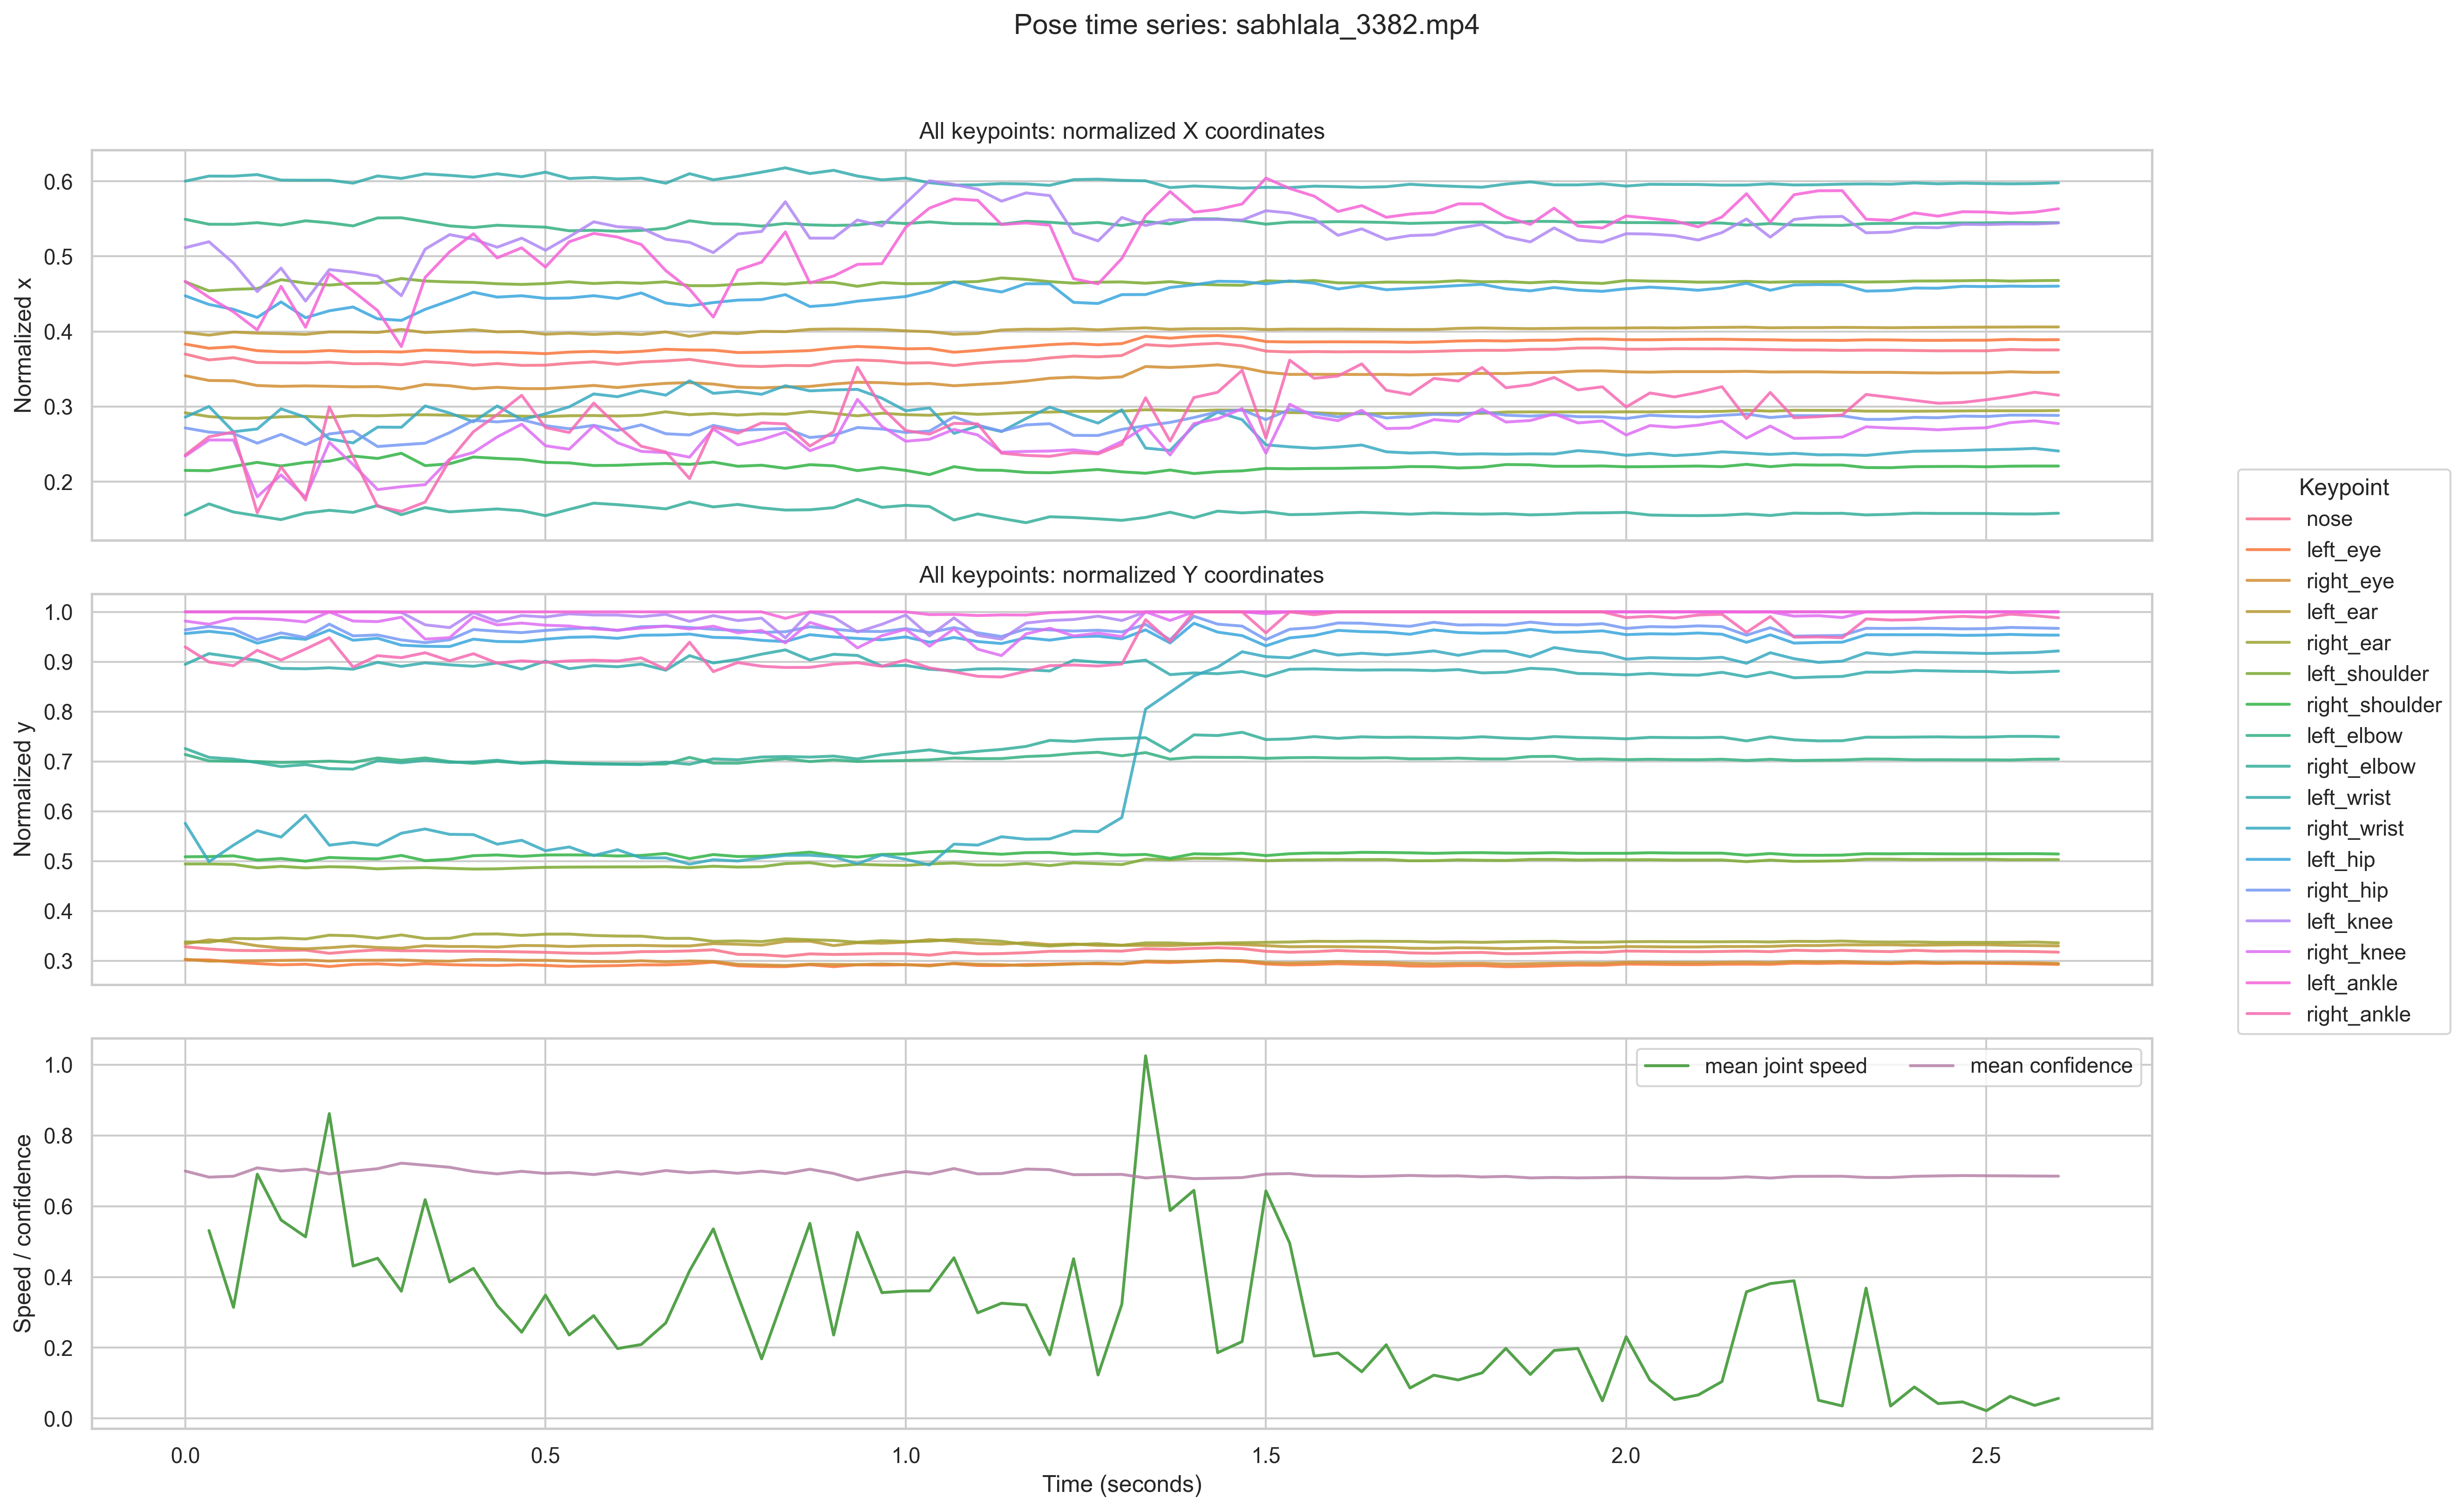 Pose time series: sabhlala_3382.mp4
All keypoints: normalized X coordinates
Normalized x
0.6
0.5
0.4
0.3
0.2
All keypoints: normalized Y coordinates
Normalized y
1.0
0.9
0.8
0.7
0.6
0.5
0.4
0.3
Keypoint
nose
left_eye
right_eye
left_ear
right_ear
left_shoulder
right_shoulder
left_elbow
right_elbow
left_wrist
right_wrist
left_hip
right_hip
left_knee
right_knee
left_ankle
right_ankle
mean joint speed mean confidence
Speed / confidence
1.0
0.8
0.6
0.4
0.2
0.0
0.0 0.5 1.0 1.5 2.0 2.5
Time (seconds)